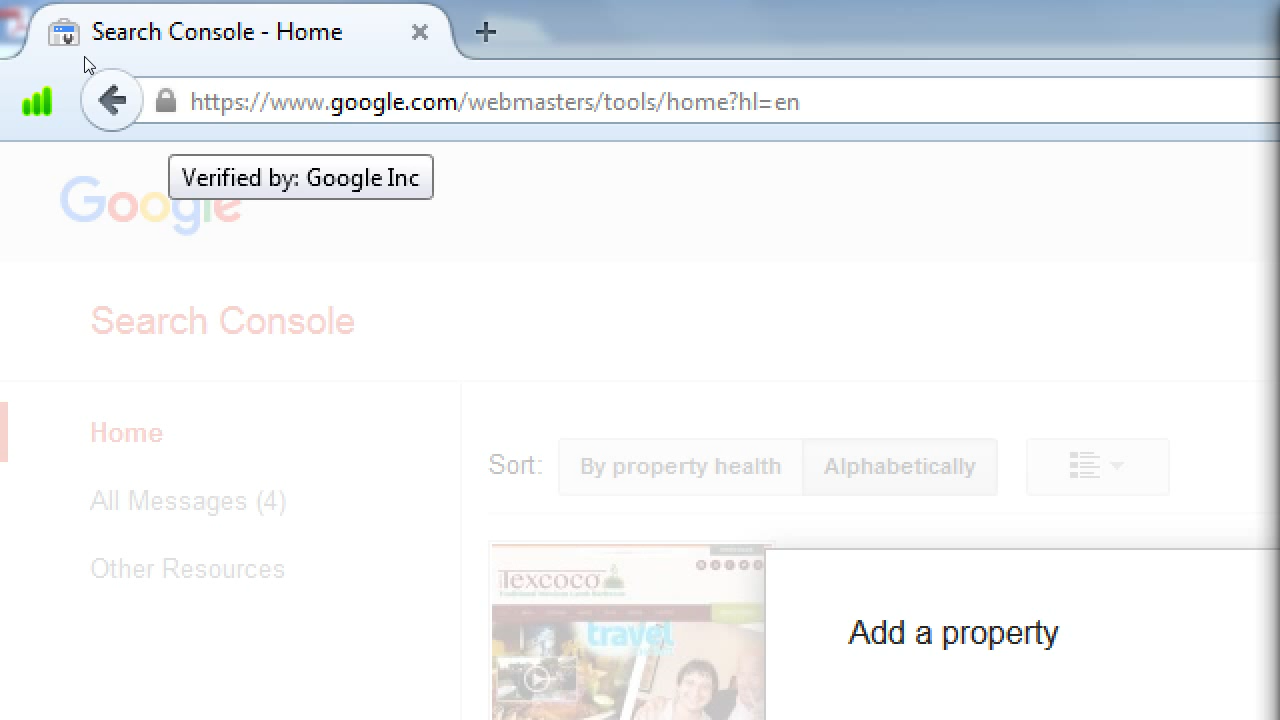 Search Console - Home
https://www.google.com/webmasters/tools/home?hl=en
Verified by: Google Inc
Google
Search Console
Home
All Messages (4)
Other Resources
Sort: By property health Alphabetically
Texcoco
travel
Add a property